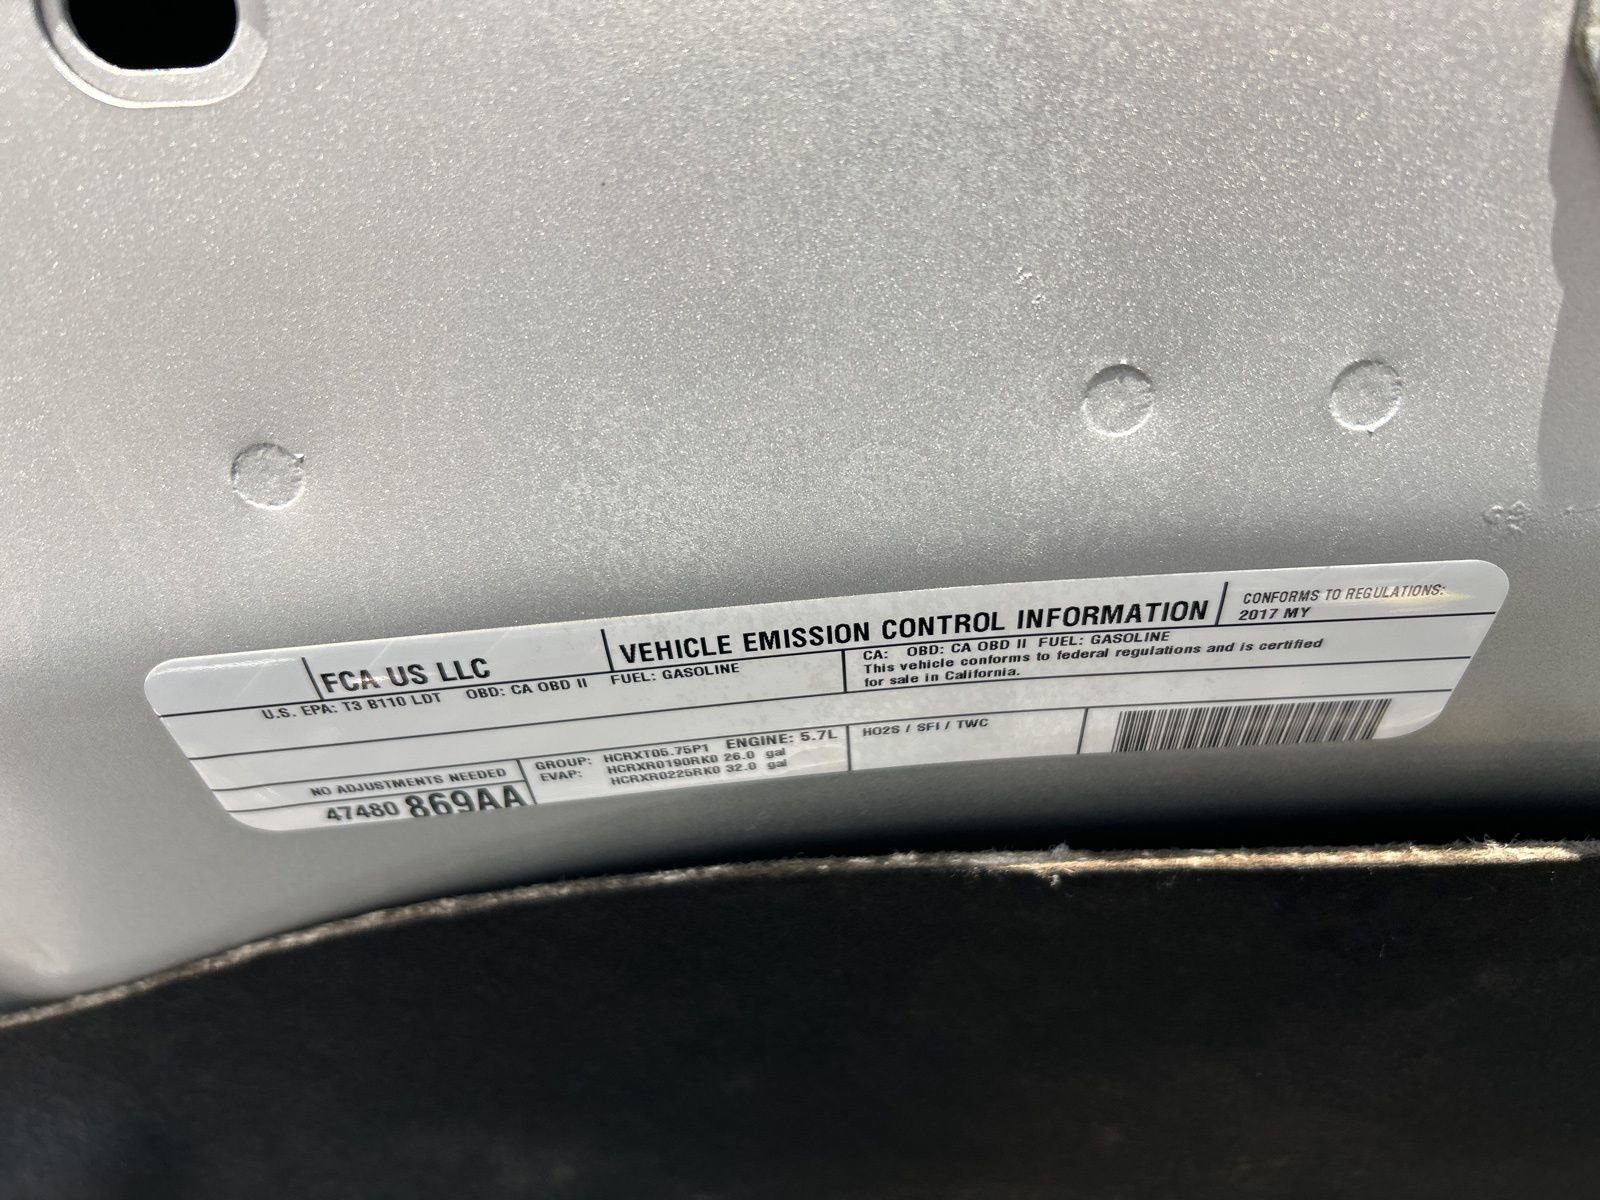 FCA US LLC
VEHICLE EMISSION CONTROL INFORMATION
CONFORMS TO REGULATIONS:
2017 MY
U.S. EPA: T3 B110 LDT OBD: CA OBD II FUEL: GASOLINE
CA: OBD: CA OBD II FUEL: GASOLINE
This vehicle conforms to federal regulations and is certified
for sale in California.
NO ADJUSTMENTS NEEDED
47480 869AA
GROUP: HCRXT05.75P1 ENGINE: 5.7L
EVAP: HCRXR0190RK0 26.0 gal
HCRXR0225RK0 32.0 gal
HO2S / SFI / TWC